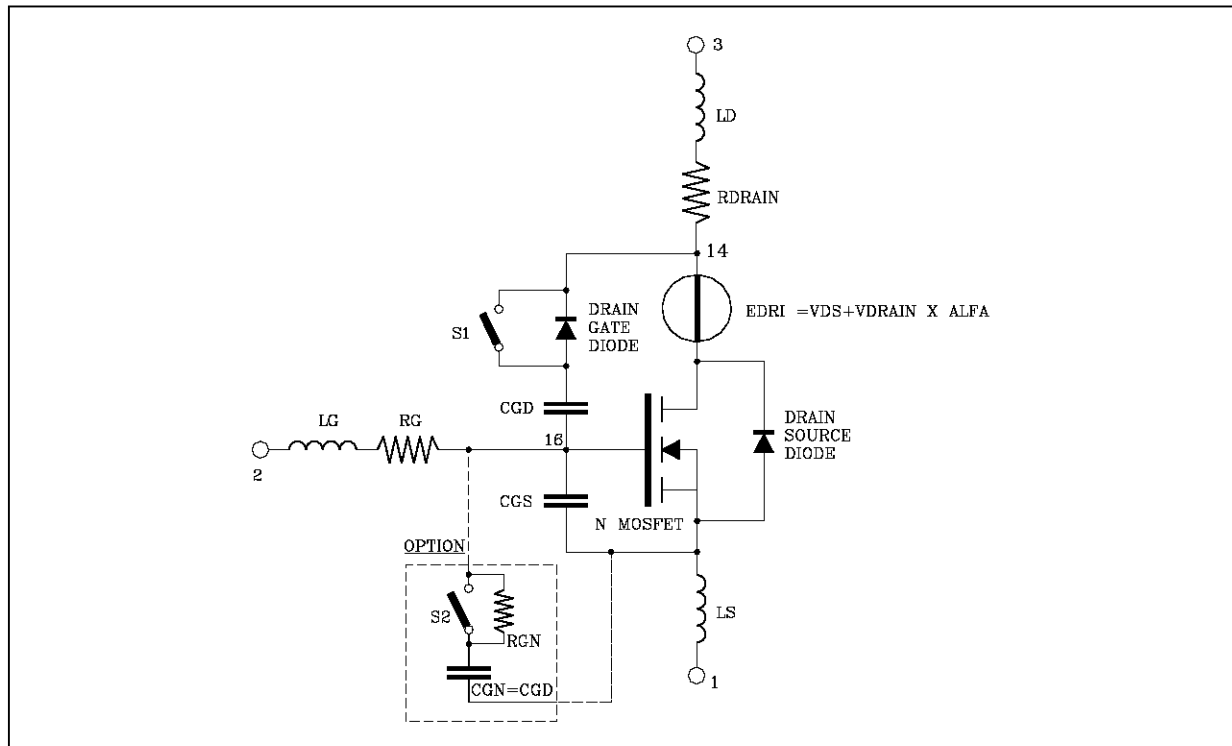 3
LD
RDRAIN
14
DRAIN
GATE
DIODE
S1
EDRI =VDS+VDRAIN X ALFA
CGD
LG
RG
16
DRAIN
SOURCE
DIODE
2
CGS
N MOSFET
OPTION
S2
RGN
LS
CGN=CGD
1